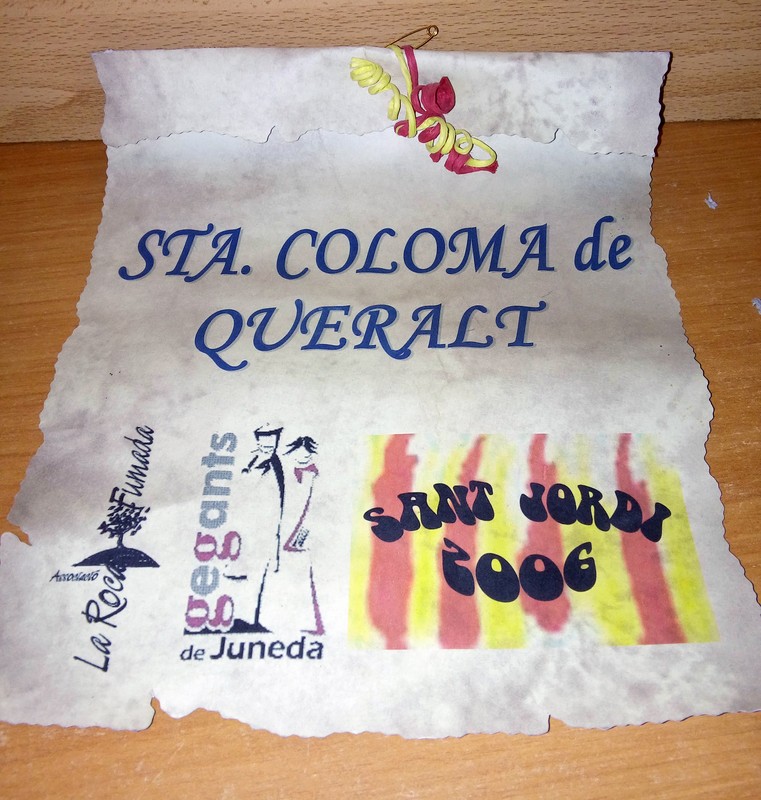 STA. COLOMA de
QUERALT
Associació
La Roca Fumada
gegants
de Juneda
SANT JORDI
2006